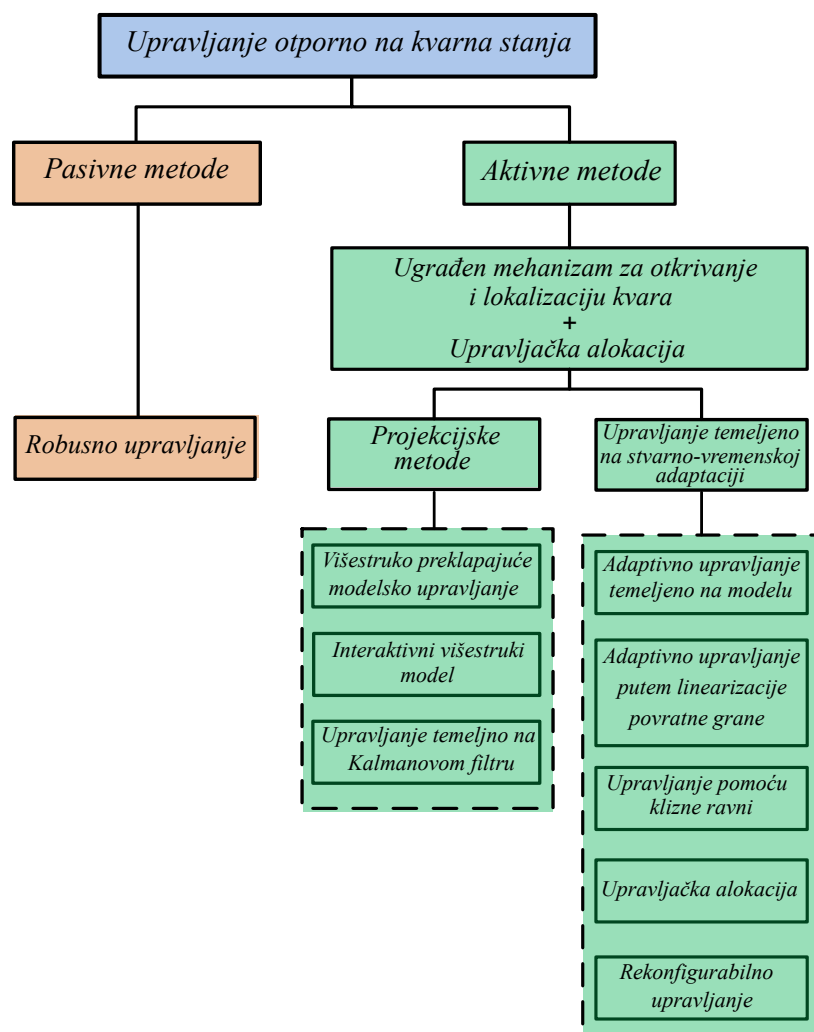 Upravljanje otporno na kvarna stanja
Pasivne metode
Aktivne metode
Ugrađen mehanizam za otkrivanje
i lokalizaciju kvara
+
Upravljačka alokacija
Robusno upravljanje
Projekcijske
metode
Upravljanje temeljeno
na stvarno-vremenskoj
adaptaciji
Višestruko preklapajuće
modelsko upravljanje
Interaktivni višestruki
model
Upravljanje temeljno na
Kalmanovom filtru
Adaptivno upravljanje
temeljeno na modelu
Adaptivno upravljanje
putem linearizacije
povratne grane
Upravljanje pomoću
klizne ravni
Upravljačka alokacija
Rekonfigurabilno
upravljanje